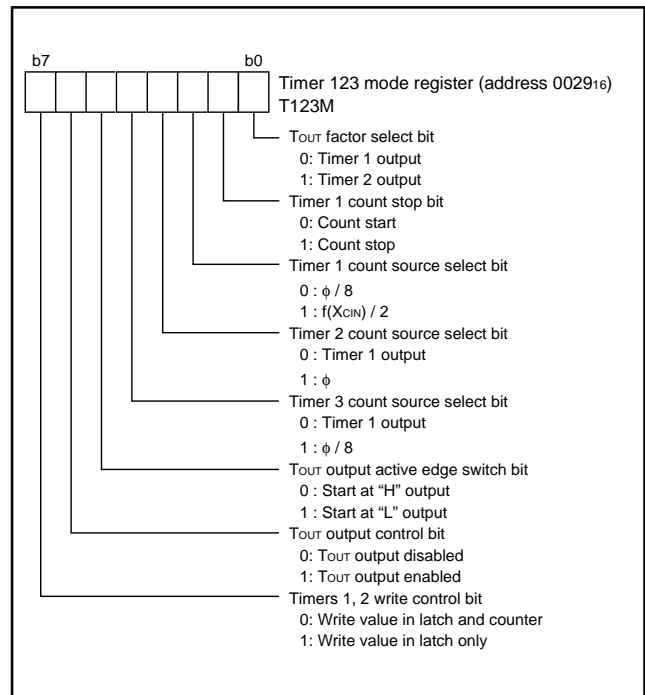 b7 b0
Timer 123 mode register (address 0029₁₆)
T123M
TOUT factor select bit
0: Timer 1 output
1: Timer 2 output
Timer 1 count stop bit
0: Count start
1: Count stop
Timer 1 count source select bit
0 : ϕ / 8
1 : f(XCIN) / 2
Timer 2 count source select bit
0 : Timer 1 output
1 : ϕ
Timer 3 count source select bit
0 : Timer 1 output
1 : ϕ / 8
TOUT output active edge switch bit
0 : Start at “H” output
1 : Start at “L” output
TOUT output control bit
0: TOUT output disabled
1: TOUT output enabled
Timers 1, 2 write control bit
0: Write value in latch and counter
1: Write value in latch only